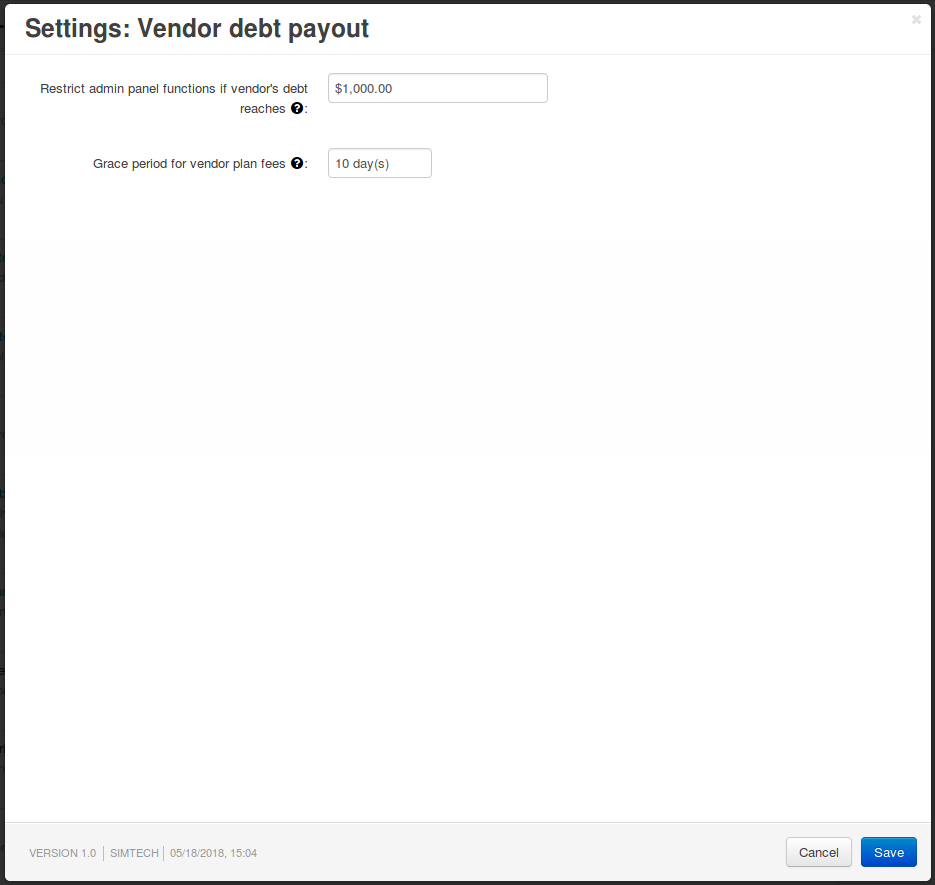 Settings: Vendor debt payout
×
Restrict admin panel functions if vendor's debt
reaches ?:
$1,000.00
Grace period for vendor plan fees ?:
10 day(s)
VERSION 1.0 | SIMTECH | 05/18/2018, 15:04
Cancel
Save